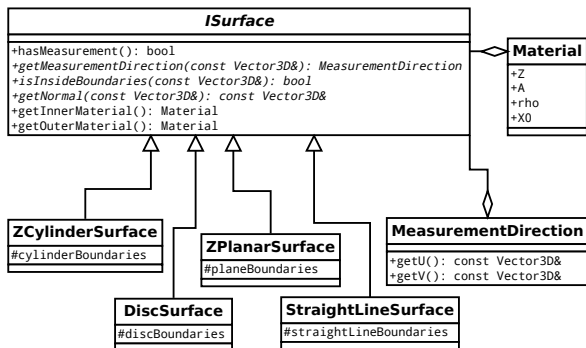 ISurface
+hasMeasurement(): bool
+getMeasurementDirection(const Vector3D&): MeasurementDirection
+isInsideBoundaries(const Vector3D&): bool
+getNormal(const Vector3D&): const Vector3D&
+getInnerMaterial(): Material
+getOuterMaterial(): Material
Material
+Z
+A
+rho
+X0
ZCylinderSurface
#cylinderBoundaries
ZPlanarSurface
#planeBoundaries
MeasurementDirection
+getU(): const Vector3D&
+getV(): const Vector3D&
DiscSurface
#discBoundaries
StraightLineSurface
#straightLineBoundaries